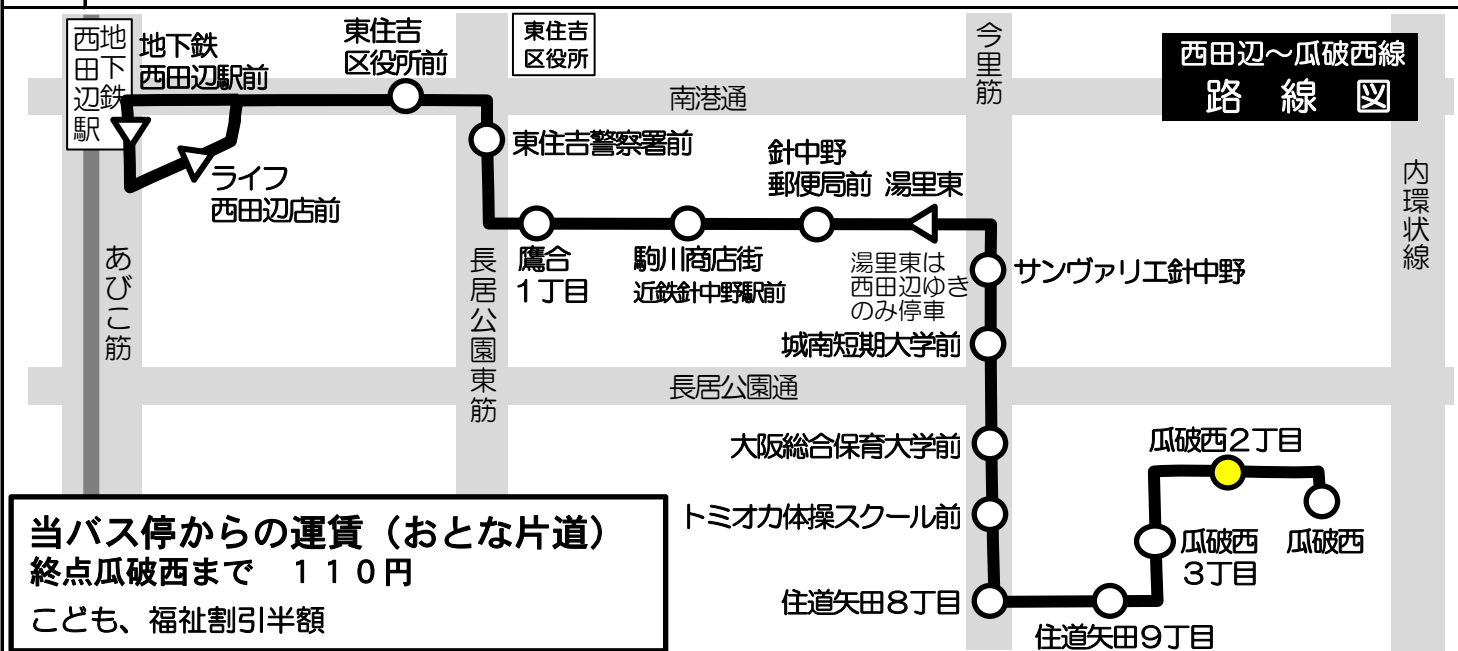 地下鉄
西田辺駅
地下鉄
西田辺駅前
東住吉
区役所前
東住吉
区役所
今里筋
西田辺～瓜破西線
路線図
南港通
東住吉警察署前
針中野
郵便局前
湯里東
ライフ
西田辺店前
内環状線
あびこ筋
長居公園東筋
鷹合
1丁目
駒川商店街
近鉄針中野駅前
湯里東は
西田辺ゆき
のみ停車
サンヴァリエ針中野
城南短期大学前
長居公園通
大阪総合保育大学前
瓜破西2丁目
トミオカ体操スクール前
瓜破西
3丁目
瓜破西
住道矢田8丁目
住道矢田9丁目
当バス停からの運賃（おとな片道）
終点瓜破西まで　１１０円
こども、福祉割引半額